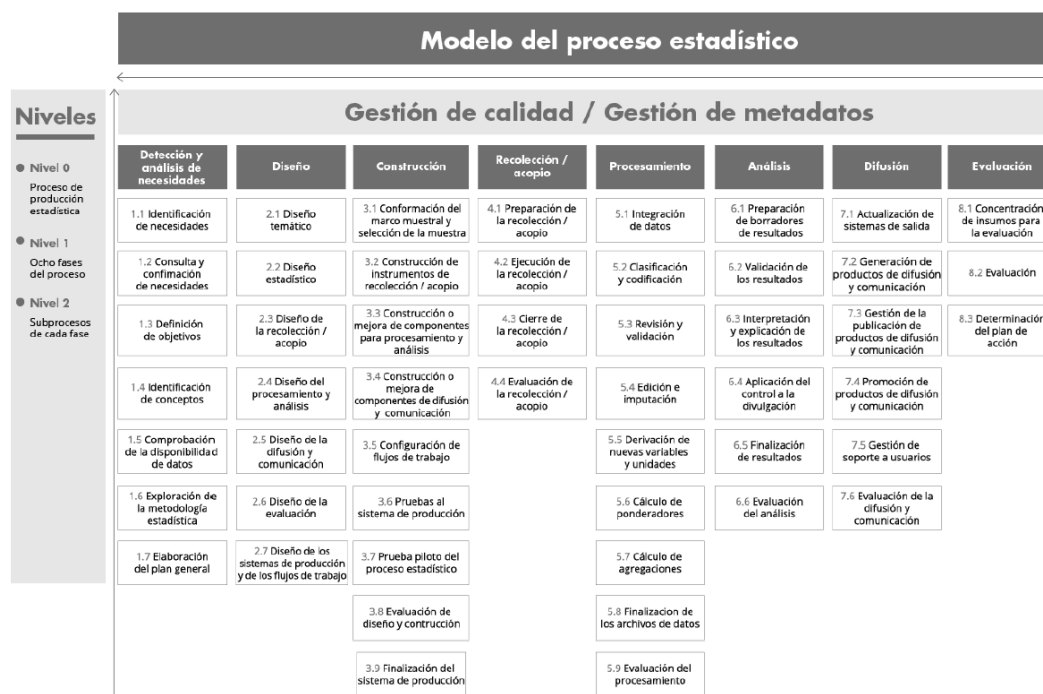 Modelo del proceso estadístico
Gestión de calidad / Gestión de metadatos
Niveles
Nivel 0
Proceso de
producción
estadística
Nivel 1
Ocho fases
del proceso
Nivel 2
Subprocesos
de cada fase
Detección y
análisis de
necesidades
1.1 Identificación
de necesidades
1.2 Consulta y
confimación
de necesidades
1.3 Definición
de objetivos
1.4 Identificación
de conceptos
1.5 Comprobación
de la disponibilidad
de datos
1.6 Exploración de
la metodología
estadística
1.7 Elaboración
del plan general
Diseño
2.1 Diseño
temático
2.2 Diseño
estadístico
2.3 Diseño de
la recolección /
acopio
2.4 Diseño del
procesamiento y
análisis
2.5 Diseño de la
difusión y
comunicación
2.6 Diseño de la
evaluación
2.7 Diseño de los
sistemas de producción
y de los flujos de trabajo
Construcción
3.1 Conformación del
marco muestral y
selección de la muestra
3.2 Construcción de
instrumentos de
recolección / acopio
3.3 Construcción o
mejora de componentes
para procesamiento y
análisis
3.4 Construcción o
mejora de
componentes de difusión
y comunicación
3.5 Configuración de
flujos de trabajo
3.6 Pruebas al
sistema de producción
3.7 Prueba piloto del
proceso estadístico
3.8 Evaluación de
diseño y contrucción
3.9 Finalización del
sistema de producción
Recolección /
acopio
4.1 Preparación de
la recolección /
acopio
4.2 Ejecución de
la recolección /
acopio
4.3 Cierre de
la recolección /
acopio
4.4 Evaluación de
la recolección /
acopio
Procesamiento
5.1 Integración
de datos
5.2 Clasificación
y codificación
5.3 Revisión y
validación
5.4 Edición e
imputación
5.5 Derivación de
nuevas variables
y unidades
5.6 Cálculo de
ponderadores
5.7 Cálculo de
agregaciones
5.8 Finalizacion de
los archivos de datos
5.9 Evaluación del
procesamiento
Análisis
6.1 Preparación
de borradores
de resultados
6.2 Validación de
los resultados
6.3 Interpretación
y explicación de
los resultados
6.4 Aplicación del
control a la
divulgación
6.5 Finalización
de resultados
6.6 Evaluación
del análisis
Difusión
7.1 Actualización de
sistemas de salida
7.2 Generación de
productos de difusión
y comunicación
7.3 Gestión de la
publicación de
productos de difusión
y comunicación
7.4 Promoción de
productos de difusión
y comunicación
7.5 Gestión de
soporte a usuarios
7.6 Evaluación de la
difusión y
comunicación
Evaluación
8.1 Concentración
de insumos para
la evaluación
8.2 Evaluación
8.3 Determinación
del plan de
acción